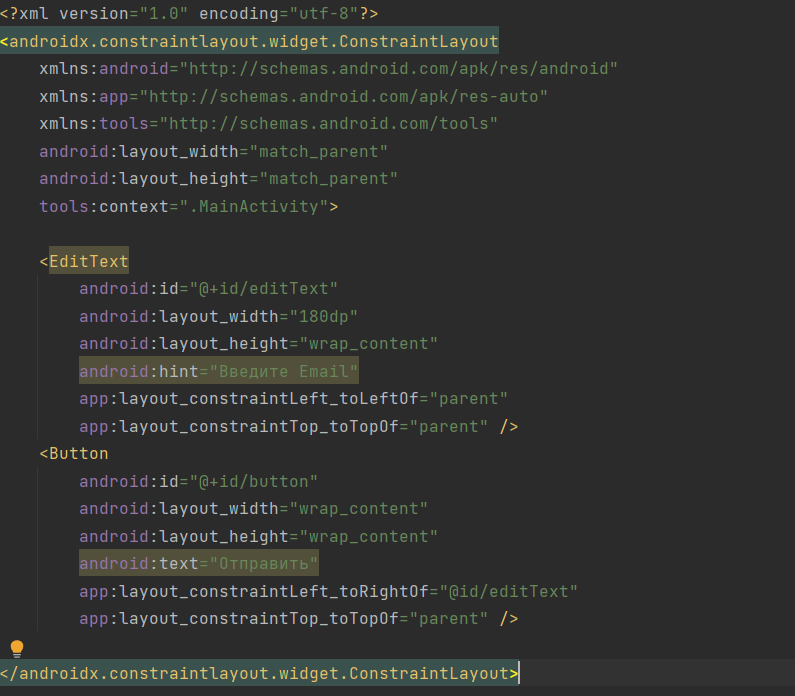 <?xml version="1.0" encoding="utf-8"?>
<androidx.constraintlayout.widget.ConstraintLayout
    xmlns:android="http://schemas.android.com/apk/res/android"
    xmlns:app="http://schemas.android.com/apk/res-auto"
    xmlns:tools="http://schemas.android.com/tools"
    android:layout_width="match_parent"
    android:layout_height="match_parent"
    tools:context=".MainActivity">

    <EditText
        android:id="@+id/editText"
        android:layout_width="180dp"
        android:layout_height="wrap_content"
        android:hint="Введите Email"
        app:layout_constraintLeft_toLeftOf="parent"
        app:layout_constraintTop_toTopOf="parent" />
    <Button
        android:id="@+id/button"
        android:layout_width="wrap_content"
        android:layout_height="wrap_content"
        android:text="Отправить"
        app:layout_constraintLeft_toRightOf="@id/editText"
        app:layout_constraintTop_toTopOf="parent" />

</androidx.constraintlayout.widget.ConstraintLayout>